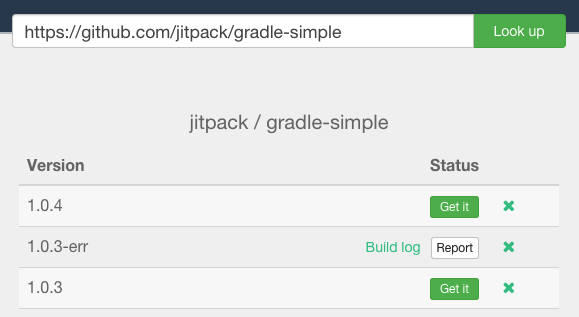 https://github.com/jitpack/gradle-simple Look up
jitpack / gradle-simple
Version Status
1.0.4 Get it
1.0.3-err Build log Report
1.0.3 Get it